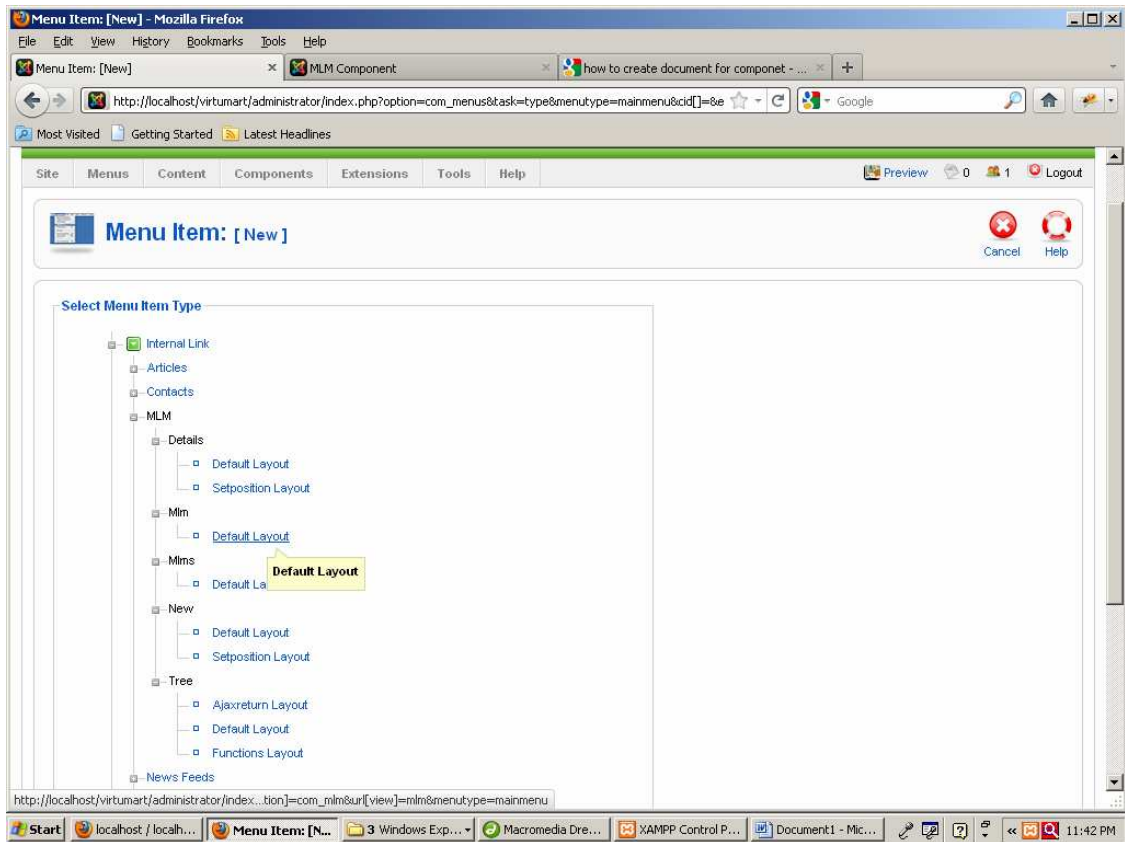 Menu Item: [New] - Mozilla Firefox
File Edit View History Bookmarks Tools Help
Menu Item: [New] MLM Component how to create document for componet - ...
http://localhost/virtumart/administrator/index.php?option=com_menus&task=type&menutype=mainmenu&cid[]=&e Google
Most Visited Getting Started Latest Headlines
Site Menus Content Components Extensions Tools Help Preview 0 1 Logout
Menu Item: [ New ]
Cancel Help
Select Menu Item Type
Internal Link
Articles
Contacts
MLM
Details
Default Layout
Setposition Layout
Mlm
Default Layout
Default Layout
Mlms
Default La
New
Default Layout
Setposition Layout
Tree
Ajaxreturn Layout
Default Layout
Functions Layout
News Feeds
http://localhost/virtumart/administrator/index...tion]=com_mlm&url[view]=mlm&menutype=mainmenu
Start localhost / localh... Menu Item: [N... 3 Windows Exp... Macromedia Dre... XAMPP Control P... Document1 - Mic... « 11:42 PM